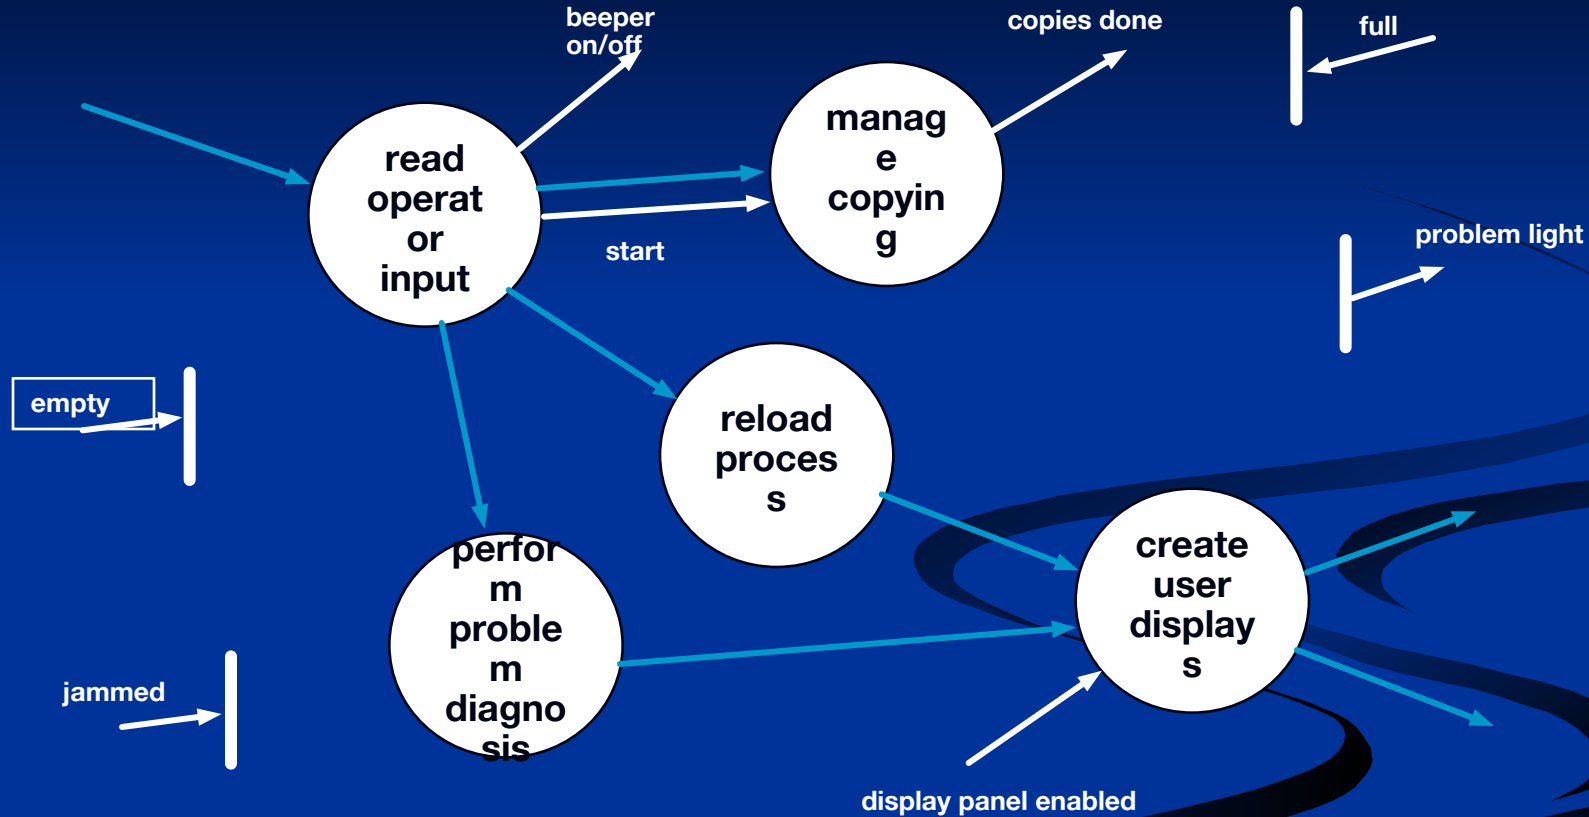 beeper
on/off
copies done
full
manag
e
copyin
g
read
operat
or
input
start
problem light
empty
reload
proces
s
perfor
m
proble
m
diagno
sis
create
user
display
s
jammed
display panel enabled